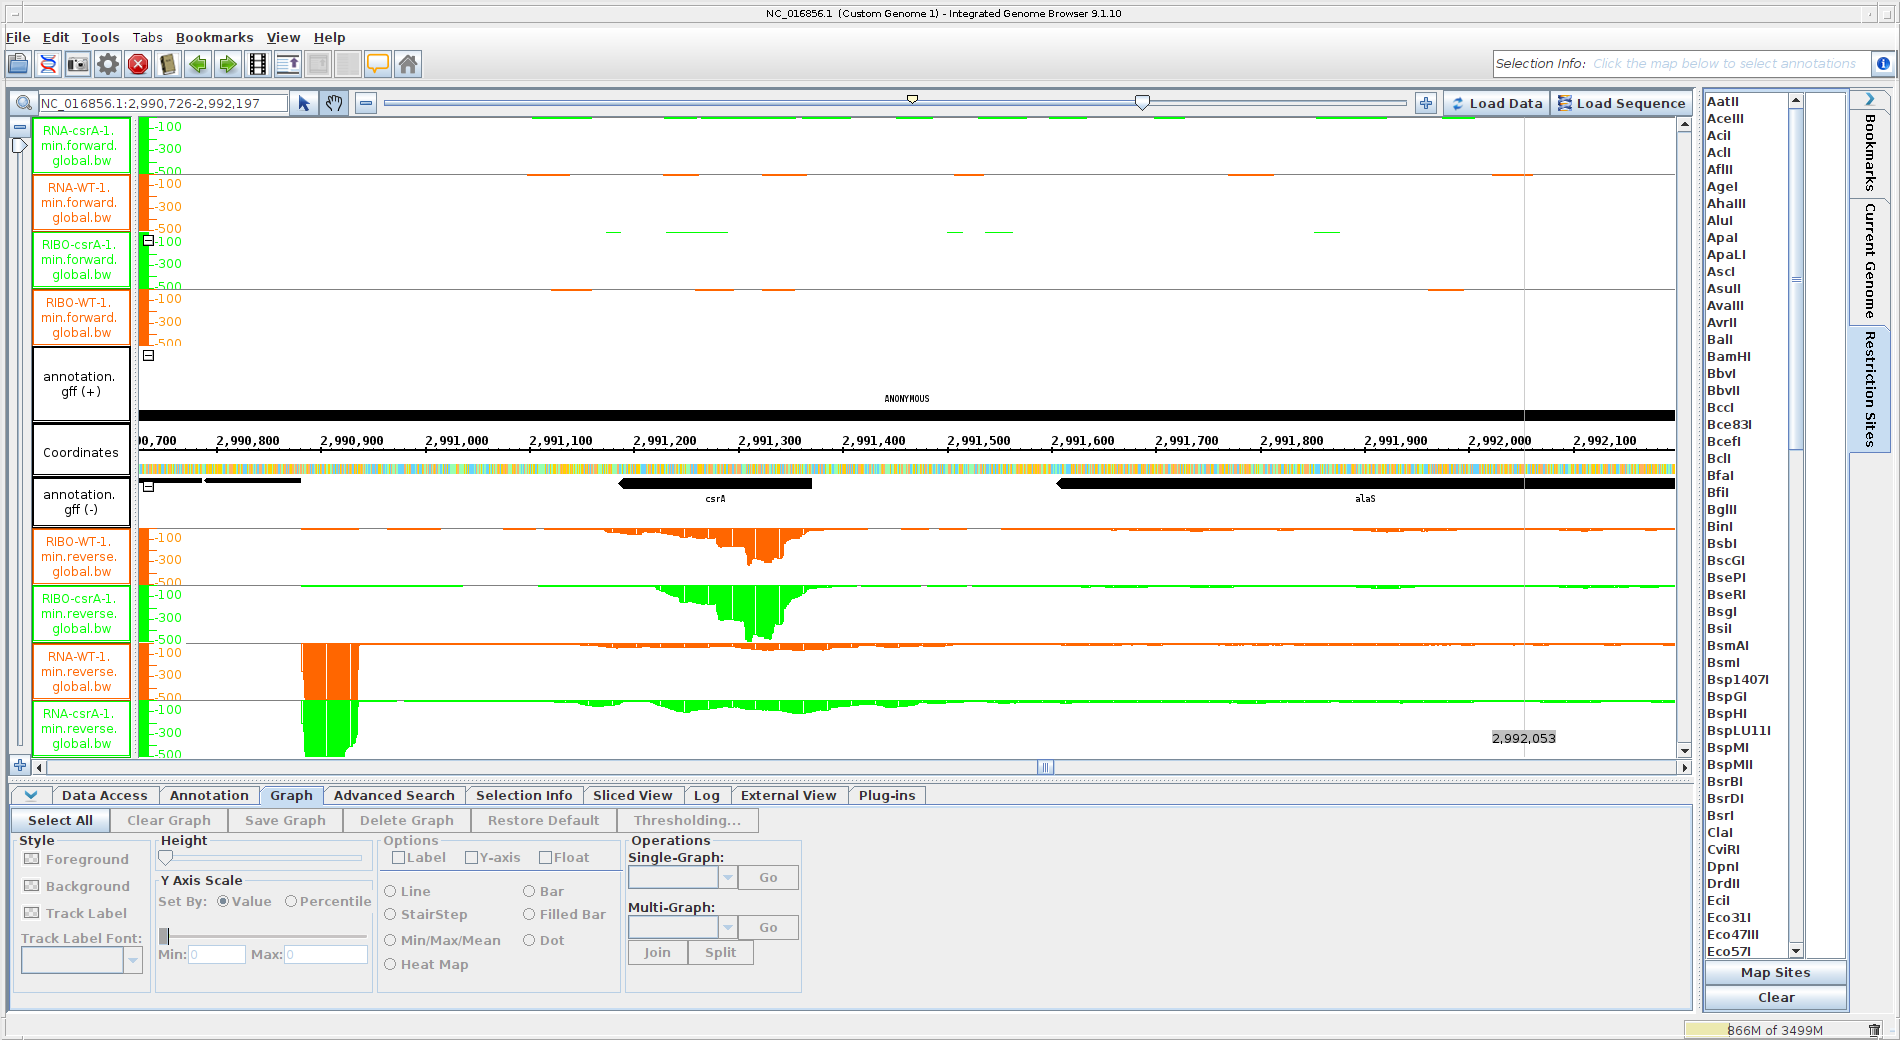 NC_016856.1  (Custom Genome 1) - Integrated Genome Browser 9.1.10
File Edit Tools Tabs Bookmarks View Help
Selection Info: Click the map below to select annotations
NC_016856.1:2,990,726-2,992,197
Load Data
Load Sequence
RNA-csrA-1.
min.forward.
global.bw
-100
-300
-500
RNA-WT-1.
min.forward.
global.bw
-100
-300
-500
RIBO-csrA-1.
min.forward.
global.bw
-100
-300
-500
RIBO-WT-1.
min.forward.
global.bw
-100
-300
-500
annotation.
gff (+)
ANONYMOUS
Coordinates
00,700 2,990,800 2,990,900 2,991,000 2,991,100 2,991,200 2,991,300 2,991,400 2,991,500 2,991,600 2,991,700 2,991,800 2,991,900 2,992,000 2,992,100
annotation.
gff (-)
csrA
alaS
RIBO-WT-1.
min.reverse.
global.bw
-100
-300
-500
RIBO-csrA-1.
min.reverse.
global.bw
-100
-300
-500
RNA-WT-1.
min.reverse.
global.bw
-100
-300
-500
RNA-csrA-1.
min.reverse.
global.bw
-100
-300
-500
2,992,053
Data Access
Annotation
Graph
Advanced Search
Selection Info
Sliced View
Log
External View
Plug-ins
Select All
Clear Graph
Save Graph
Delete Graph
Restore Default
Thresholding...
Style
Foreground
Background
Track Label
Track Label Font:
Height
Y Axis Scale
Set By: Value Percentile
Min: 0 Max: 0
Options
Label Y-axis Float
Line Bar
StairStep Filled Bar
Min/Max/Mean Dot
Heat Map
Operations
Single-Graph:
Go
Multi-Graph:
Go
Join Split
AatII
AceIII
AciI
AclI
AflII
AgeI
AhaIII
AluI
ApaI
ApaLI
AscI
AsuII
AvaIII
AvrII
BalI
BamHI
BbvI
BbvII
BccI
Bce83I
BcefI
BclI
BfaI
BfiI
BglII
BinI
BsbI
BscGI
BsePI
BseRI
BsgI
BsiI
BsmAI
BsmI
Bsp1407I
BspGI
BspHI
BspLU11I
BspMI
BspMII
BsrBI
BsrDI
BsrI
ClaI
CviRI
DpnI
DrdII
EciI
Eco31I
Eco47III
Eco57I
Map Sites
Clear
Bookmarks
Current Genome
Restriction Sites
866M of 3499M